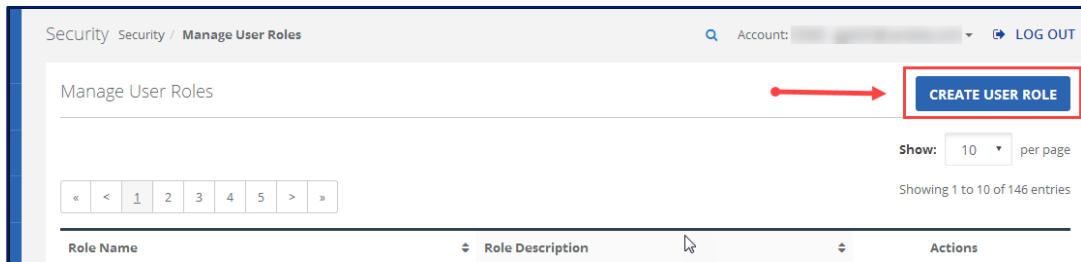 Security Security / Manage User Roles Account: LOG OUT
Manage User Roles CREATE USER ROLE
Show: 10 per page
« < 1 2 3 4 5 > » Showing 1 to 10 of 146 entries
Role Name Role Description Actions